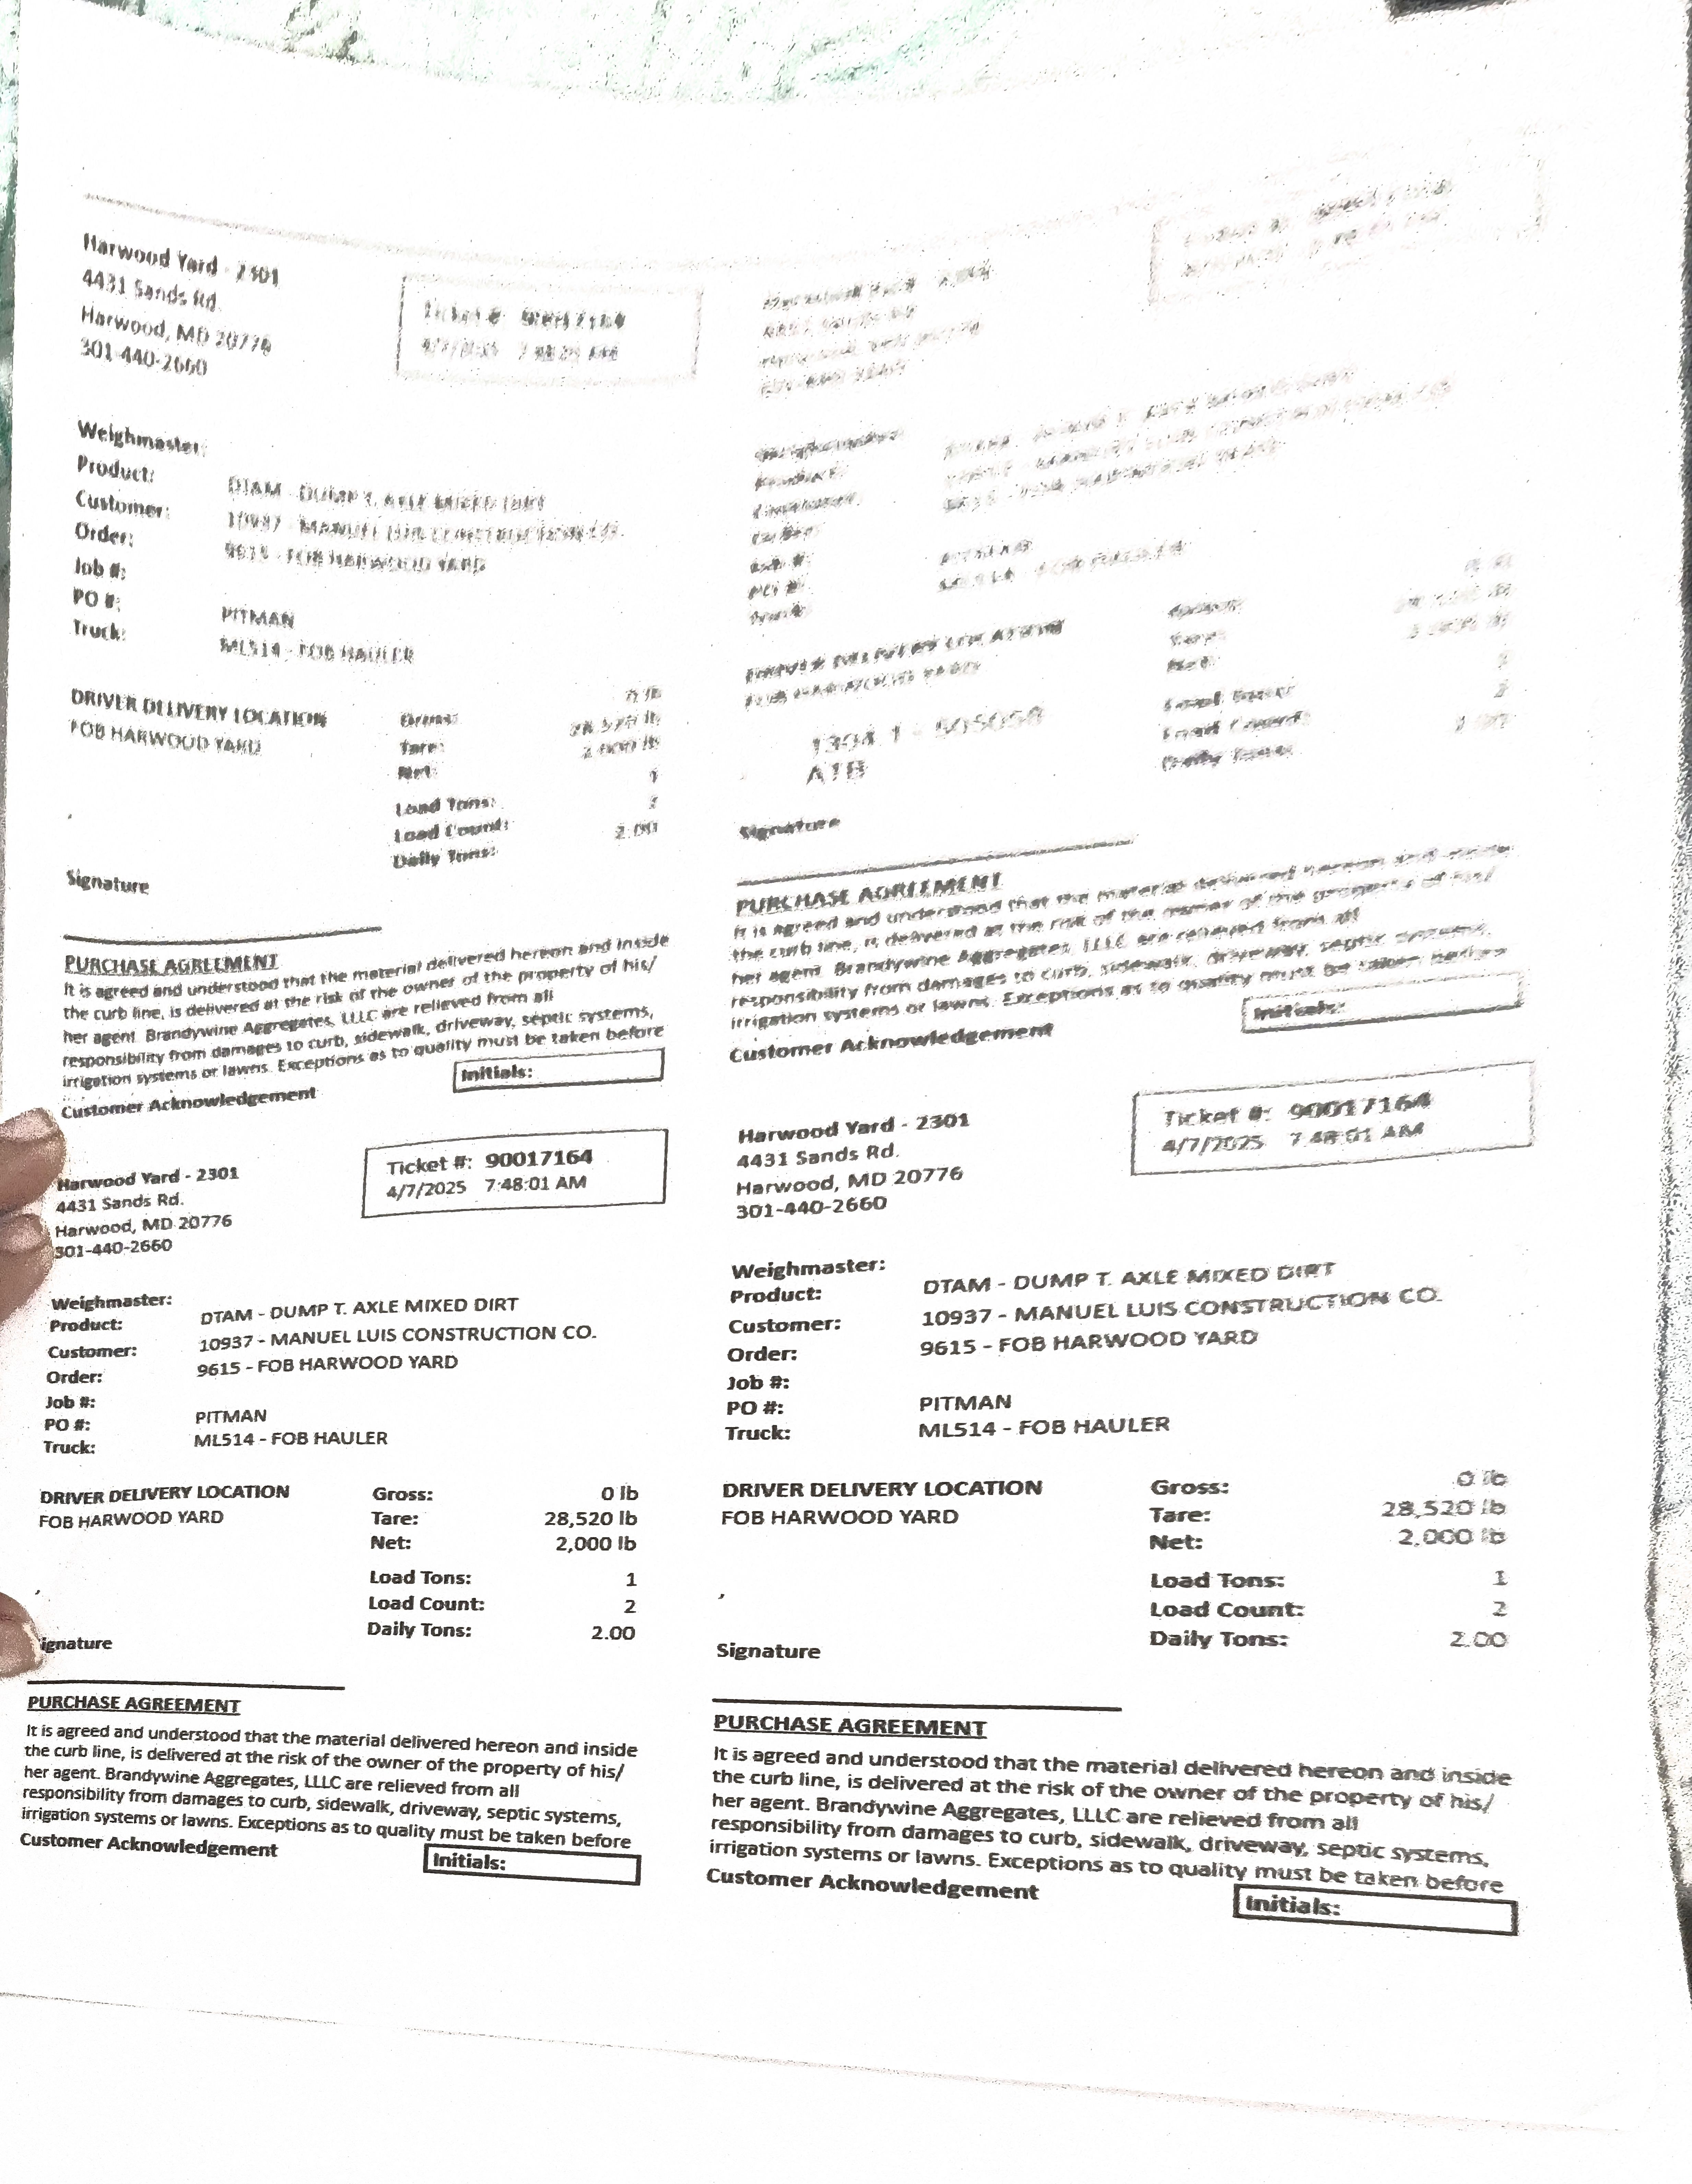 Harwood Yard - 2301
4431 Sands Rd.
Harwood, MD 20776
301-440-2660
Ticket #: 90017164
4/7/2025
Weighmaster:
Product:
Customer:
Order:
Job #:
PO #:
Truck:
DTAM - DUMP T. AXLE MIXED DIRT
10937 - MANUEL LUIS CONSTRUCTION CO.
9615 - FOB HARWOOD YARD
PITMAN
ML514 - FOB HAULER
DRIVER DELIVERY LOCATION
FOB HARWOOD YARD
Gross: 0 lb
Tare: 28,520 lb
Net: 2,000 lb
Load Tons: 1
Load Count: 2
Daily Tons: 2.00
Signature
PURCHASE AGREEMENT
It is agreed and understood that the material delivered hereon and inside
the curb line, is delivered at the risk of the owner of the property of his/
her agent. Brandywine Aggregates, LLLC are relieved from all
responsibility from damages to curb, sidewalk, driveway, septic systems,
irrigation systems or lawns. Exceptions as to quality must be taken before
Customer Acknowledgement
Initials:
Weighmaster:
Product:
Customer:
Job #:
PO #:
Truck:
DRIVER DELIVERY LOCATION
FOB HARWOOD YARD
A1B
Tare:
Net:
Load Tons:
Load Count:
Daily Tons:
Signature
PURCHASE AGREEMENT
It is agreed and understood that the material delivered hereon and inside
the curb line, is delivered at the risk of the owner of the property of his/
her agent. Brandywine Aggregates, LLLC are relieved from all
responsibility from damages to curb, sidewalk, driveway, septic systems,
irrigation systems or lawns. Exceptions as to quality must be taken before
Customer Acknowledgement
Initials:
Harwood Yard - 2301
4431 Sands Rd.
Harwood, MD 20776
301-440-2660
Ticket #: 90017164
4/7/2025 7:48:01 AM
Weighmaster:
Product: DTAM - DUMP T. AXLE MIXED DIRT
Customer: 10937 - MANUEL LUIS CONSTRUCTION CO.
Order: 9615 - FOB HARWOOD YARD
Job #:
PO #: PITMAN
Truck: ML514 - FOB HAULER
DRIVER DELIVERY LOCATION
FOB HARWOOD YARD
Gross: 0 lb
Tare: 28,520 lb
Net: 2,000 lb
Load Tons: 1
Load Count: 2
Daily Tons: 2.00
ignature
PURCHASE AGREEMENT
It is agreed and understood that the material delivered hereon and inside
the curb line, is delivered at the risk of the owner of the property of his/
her agent. Brandywine Aggregates, LLLC are relieved from all
responsibility from damages to curb, sidewalk, driveway, septic systems,
irrigation systems or lawns. Exceptions as to quality must be taken before
Customer Acknowledgement
Initials:
Harwood Yard - 2301
4431 Sands Rd.
Harwood, MD 20776
301-440-2660
Ticket #: 90017164
4/7/2025 7:48:01 AM
Weighmaster:
Product: DTAM - DUMP T. AXLE MIXED DIRT
Customer: 10937 - MANUEL LUIS CONSTRUCTION CO.
Order: 9615 - FOB HARWOOD YARD
Job #:
PO #: PITMAN
Truck: ML514 - FOB HAULER
DRIVER DELIVERY LOCATION
FOB HARWOOD YARD
Gross: 0 lb
Tare: 28,520 lb
Net: 2,000 lb
Load Tons: 1
Load Count: 2
Daily Tons: 2.00
Signature
PURCHASE AGREEMENT
It is agreed and understood that the material delivered hereon and inside
the curb line, is delivered at the risk of the owner of the property of his/
her agent. Brandywine Aggregates, LLLC are relieved from all
responsibility from damages to curb, sidewalk, driveway, septic systems,
irrigation systems or lawns. Exceptions as to quality must be taken before
Customer Acknowledgement
Initials: